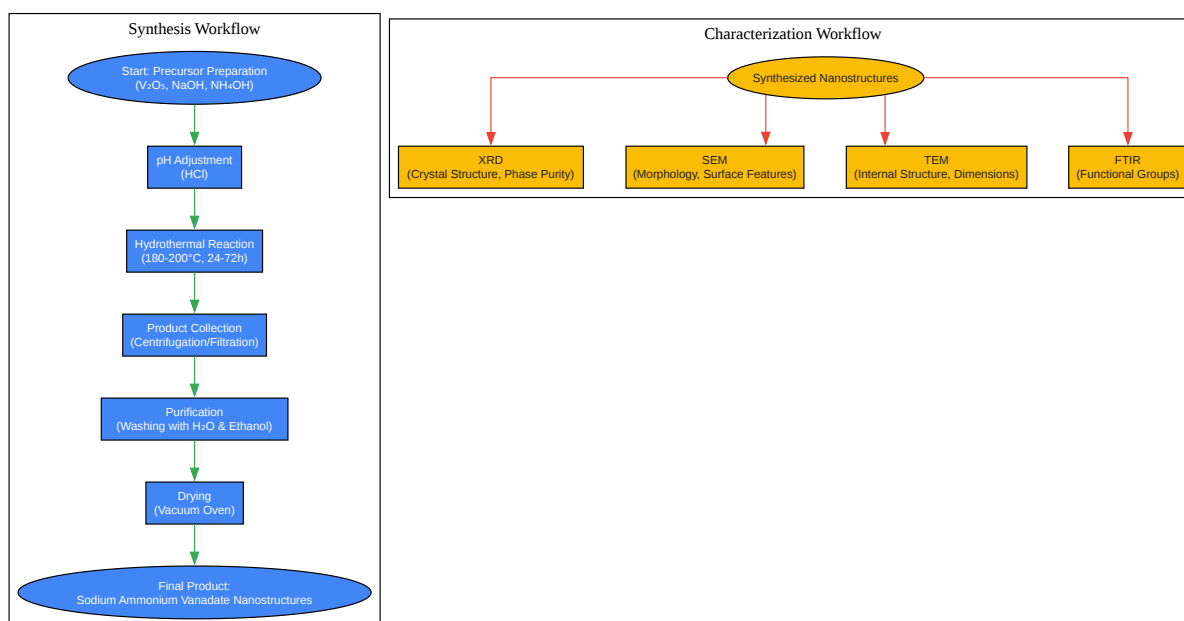 Synthesis Workflow
Start: Precursor Preparation
(V₂O₅, NaOH, NH₄OH)
pH Adjustment
(HCl)
Hydrothermal Reaction
(180-200°C, 24-72h)
Product Collection
(Centrifugation/Filtration)
Purification
(Washing with H₂O & Ethanol)
Drying
(Vacuum Oven)
Final Product:
Sodium Ammonium Vanadate Nanostructures
Characterization Workflow
Synthesized Nanostructures
XRD
(Crystal Structure, Phase Purity)
SEM
(Morphology, Surface Features)
TEM
(Internal Structure, Dimensions)
FTIR
(Functional Groups)